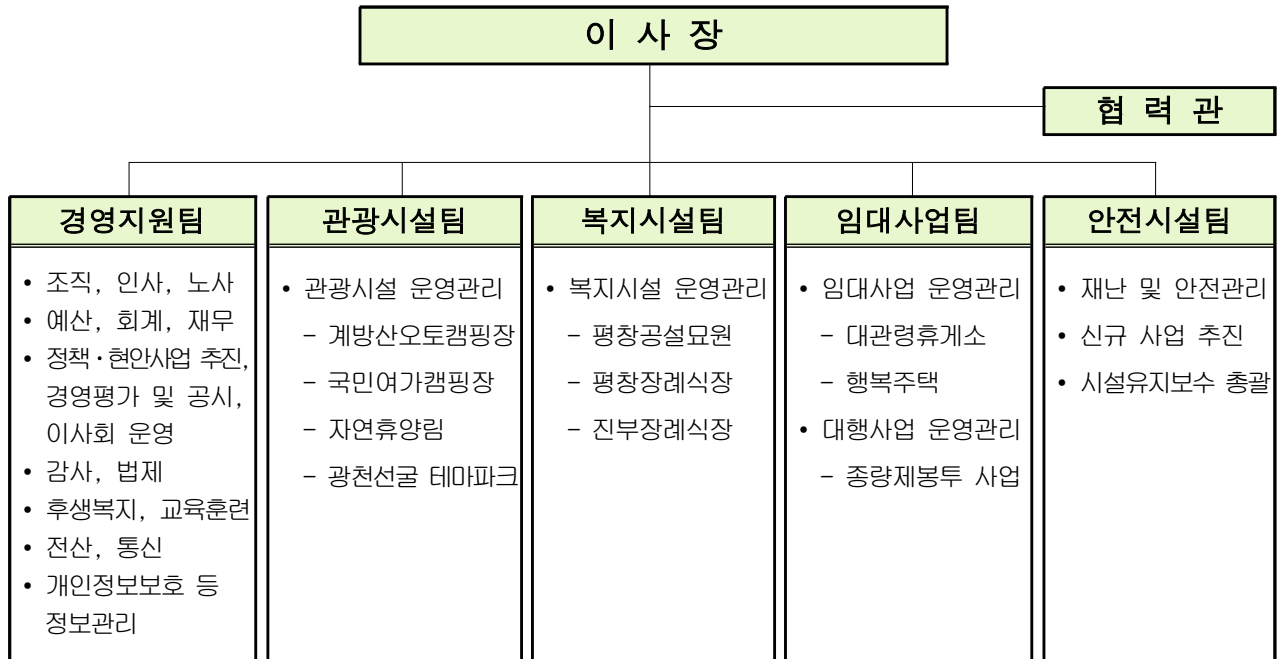 이 사 장
협 력 관
경영지원팀
• 조직, 인사, 노사
• 예산, 회계, 재무
• 정책·현안사업 추진,
경영평가 및 공시,
이사회 운영
• 감사, 법제
• 후생복지, 교육훈련
• 전산, 통신
• 개인정보보호 등
정보관리
관광시설팀
• 관광시설 운영관리
- 계방산오토캠핑장
- 국민여가캠핑장
- 자연휴양림
- 광천선굴 테마파크
복지시설팀
• 복지시설 운영관리
- 평창공설묘원
- 평창장례식장
- 진부장례식장
임대사업팀
• 임대사업 운영관리
- 대관령휴게소
- 행복주택
• 대행사업 운영관리
- 종량제봉투 사업
안전시설팀
• 재난 및 안전관리
• 신규 사업 추진
• 시설유지보수 총괄